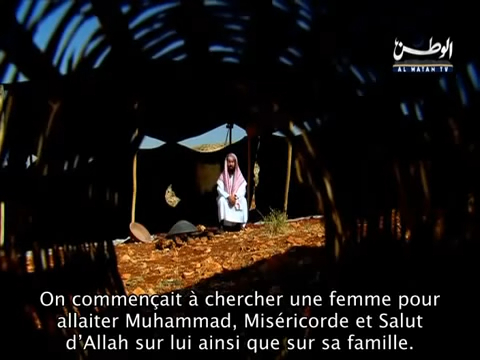 الوطن
AL WATAN TV
On commençait à chercher une femme pour
allaiter Muhammad, Miséricorde et Salut
d’Allah sur lui ainsi que sur sa famille.